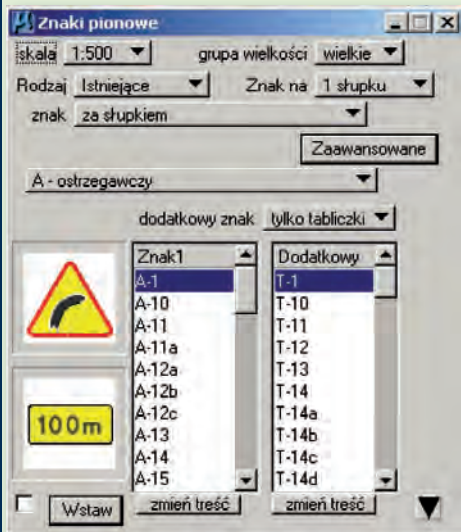 Znaki pionowe
skala 1:500 grupa wielkości wielkie
Rodzaj Istniejące Znak na 1 słupku
znak za słupkiem
Zaawansowane
A - ostrzegawczy
dodatkowy znak tylko tabliczki
Znak1 Dodatkowy
A-1 T-1
A-10 T-10
A-11 T-11
A-11a T-12
A-12a T-13
A-12b T-14
A-12c T-14a
A-13 T-14b
A-14 T-14c
A-15 T-14d
100m
Wstaw zmień treść zmień treść